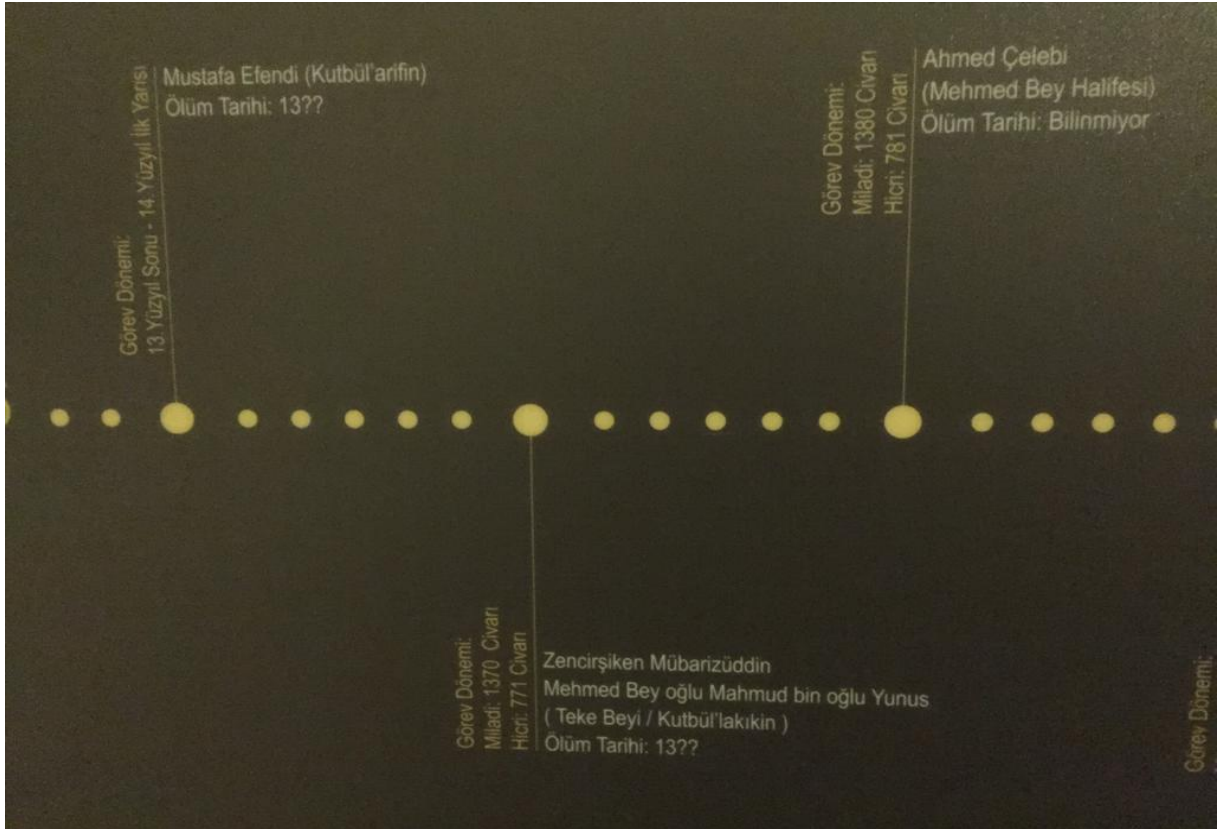 Görev Dönemi:
13.Yüzyıl Sonu - 14.Yüzyıl İlk Yarısı
Mustafa Efendi (Kutbül'arifin)
Ölüm Tarihi: 13??
Görev Dönemi:
Miladi: 1370 Civarı
Hicri: 771 Civarı
Zencirşiken Mübarizüddin
Mehmed Bey oğlu Mahmud bin oğlu Yunus
( Teke Beyi / Kutbül'lakıkin )
Ölüm Tarihi: 13??
Görev Dönemi:
Miladi: 1380 Civarı
Hicri: 781 Civarı
Ahmed Çelebi
(Mehmed Bey Halifesi)
Ölüm Tarihi: Bilinmiyor
Görev Dönemi: